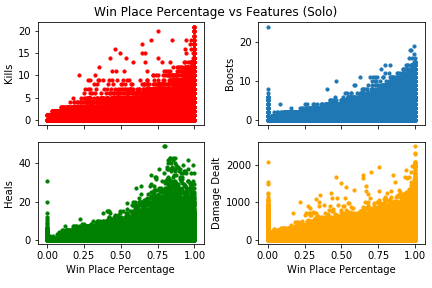 Win Place Percentage vs Features (Solo)
Kills
20
15
10
5
0
Boosts
20
10
0
Heals
40
20
0
0.00 0.25 0.50 0.75 1.00
Win Place Percentage
Damage Dealt
2000
1000
0
0.00 0.25 0.50 0.75 1.00
Win Place Percentage